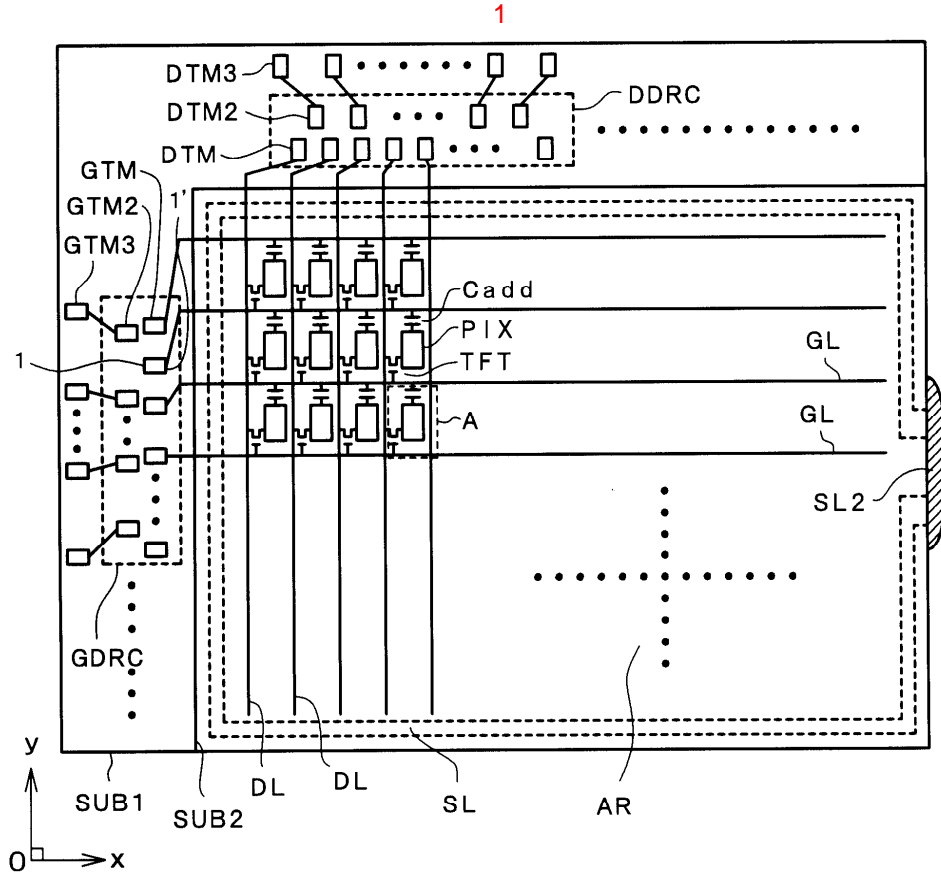 1
DTM3
DTM2
DDRC
DTM
GTM
1'
GTM2
GTM3
Cadd
PIX
1
TFT
GL
A
GL
SL2
GDRC
y
SUB1
SUB2
DL
DL
SL
AR
O
x